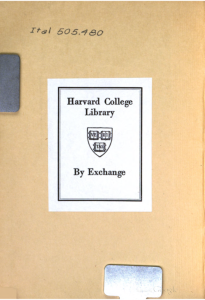 Ital 505.480
Harvard College
Library
By Exchange